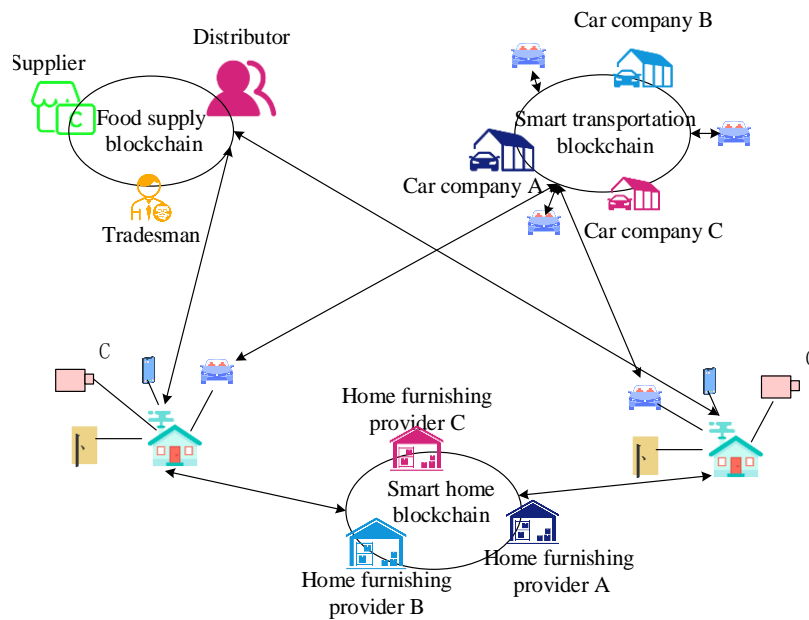 Car company B
Distributor
Supplier
C
Food supply
blockchain
Smart transportation
blockchain
Car company A
Tradesman
Car company C
C
Home furnishing
provider C
Smart home
blockchain
Home furnishing
provider A
Home furnishing
provider B